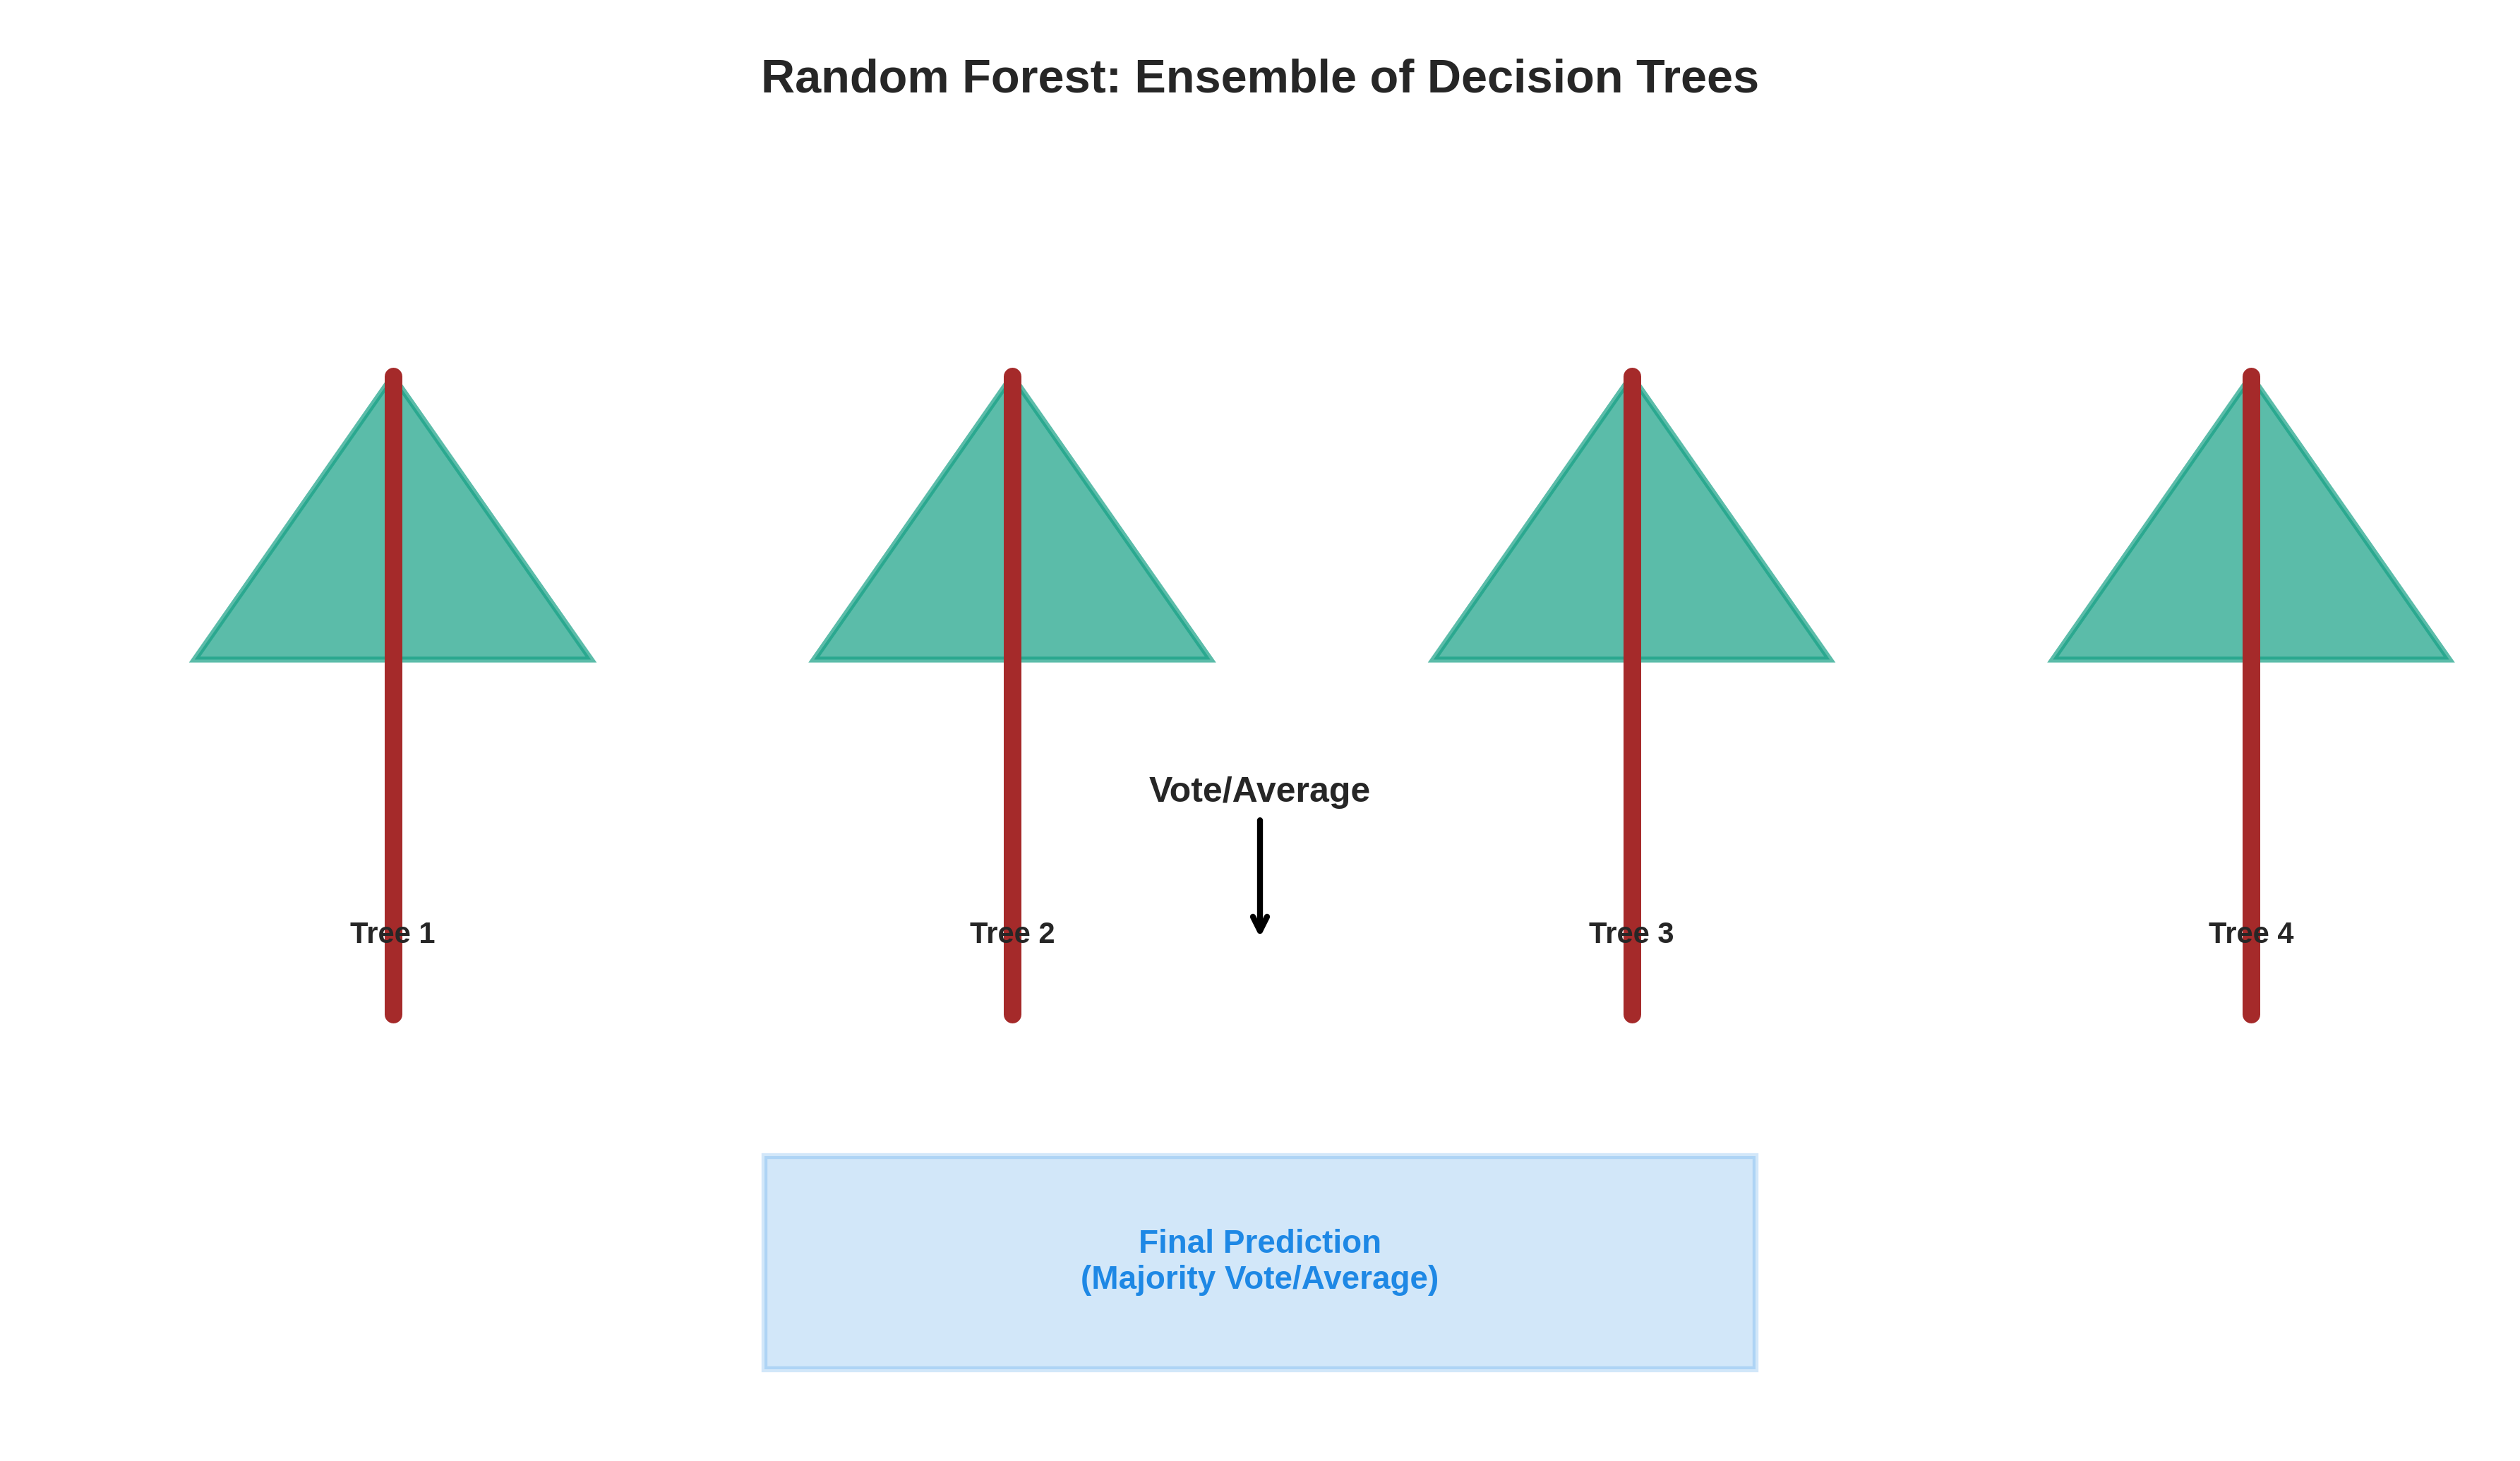 Random Forest: Ensemble of Decision Trees
Vote/Average
Tree 1
Tree 2
Tree 3
Tree 4
Final Prediction
(Majority Vote/Average)